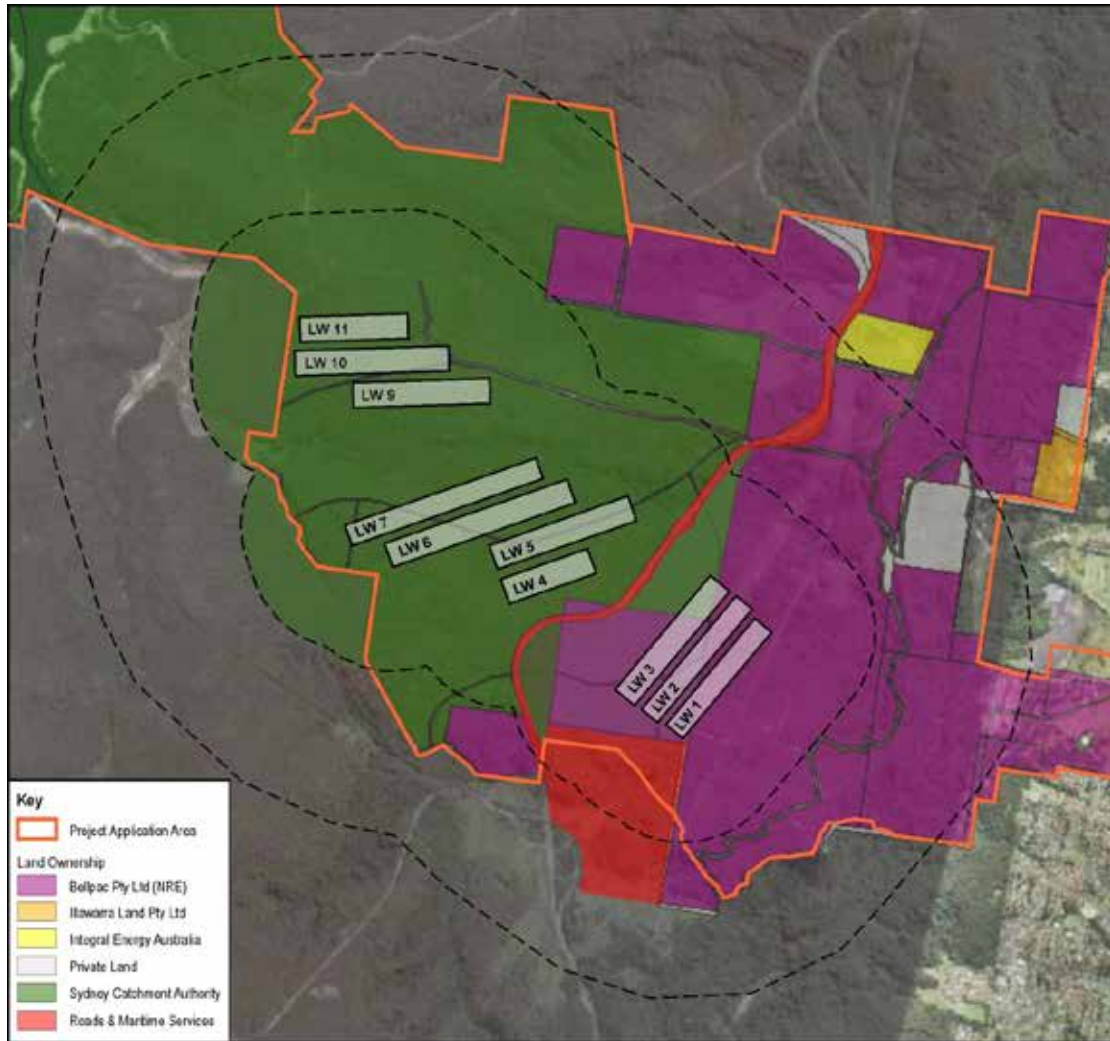 LW 11
LW 10
LW 9
LW 7
LW 6
LW 5
LW 4
LW 3
LW 2
LW 1
Key
Project Application Area
Land Ownership
Bellpac Pty Ltd (NRE)
Illawarra Land Pty Ltd
Integral Energy Australia
Private Land
Sydney Catchment Authority
Roads & Maritime Services